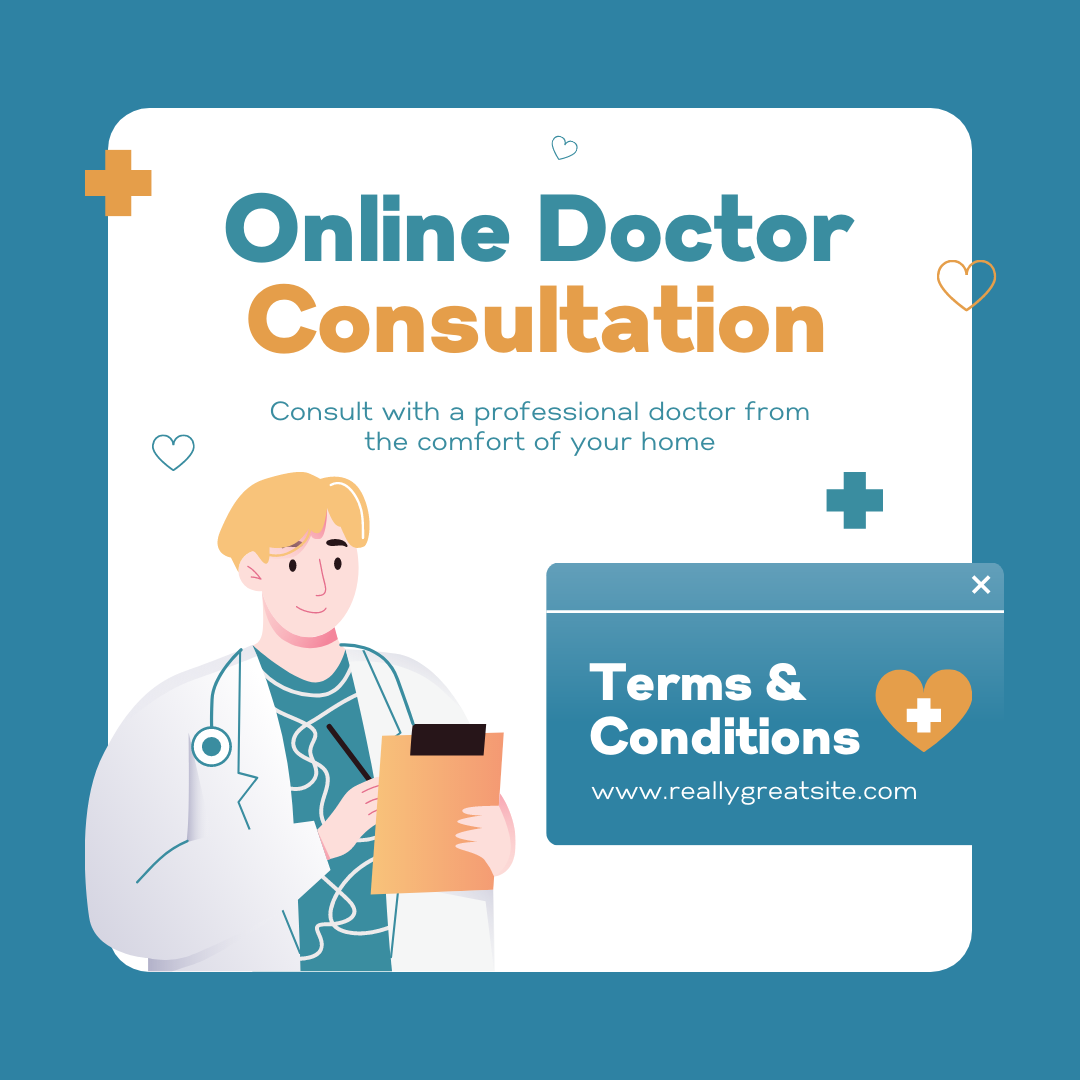 Online Doctor
Consultation
Consult with a professional doctor from
the comfort of your home
Terms &
Conditions
www.reallygreatsite.com